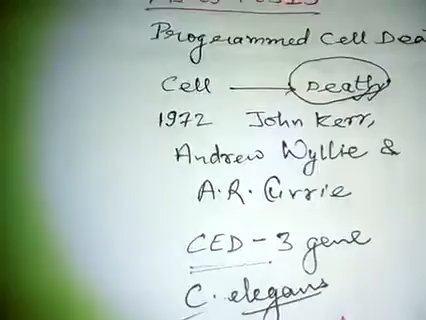 Programmed Cell Dea
Cell → Death
1972 John Kerr,
Andrew Wyllie &
A.R. Currie
CED-3 gene
C. elegans